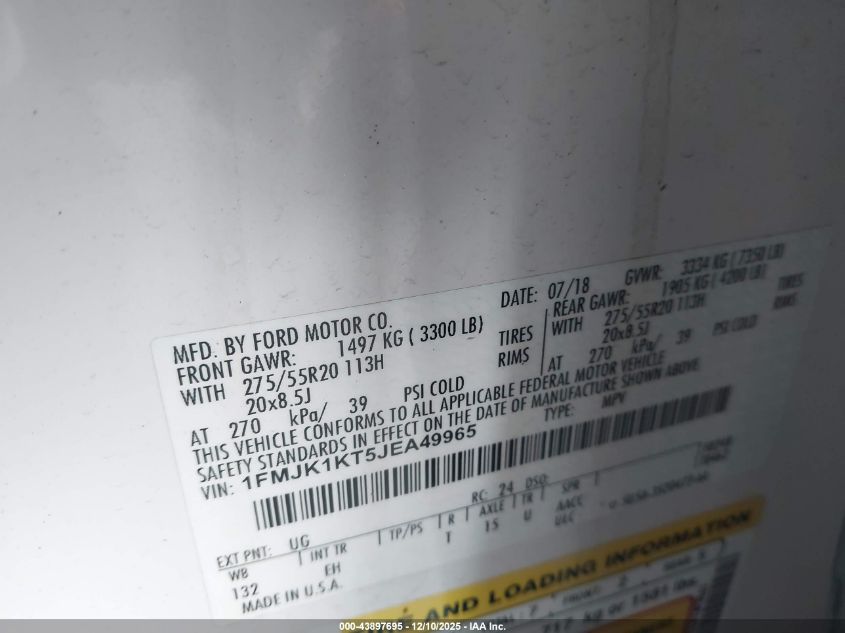 MFD. BY FORD MOTOR CO.
DATE: 07/18 GVWR: 3334 KG ( 7350 LB)
FRONT GAWR: 1497 KG ( 3300 LB)
REAR GAWR: 1905 KG ( 4200 LB)
WITH 275/55R20 113H TIRES
WITH 275/55R20 113H TIRES
20x8.5J RIMS
20x8.5J RIMS
AT 270 kPa/ 39 PSI COLD
AT 270 kPa/ 39 PSI COLD
THIS VEHICLE CONFORMS TO ALL APPLICABLE FEDERAL MOTOR VEHICLE
SAFETY STANDARDS IN EFFECT ON THE DATE OF MANUFACTURE SHOWN ABOVE
VIN: 1FMJK1KT5JEA49965
TYPE: MPV
RC: 24 DSO:
EXT PNT: UG
WB INT TR TP/PS R AXLE TR SPR
132 EH T 15 U AACC
UUC
MADE IN U.S.A.
AND LOADING INFORMATION
000-43897695 - 12/10/2025 - IAA Inc.